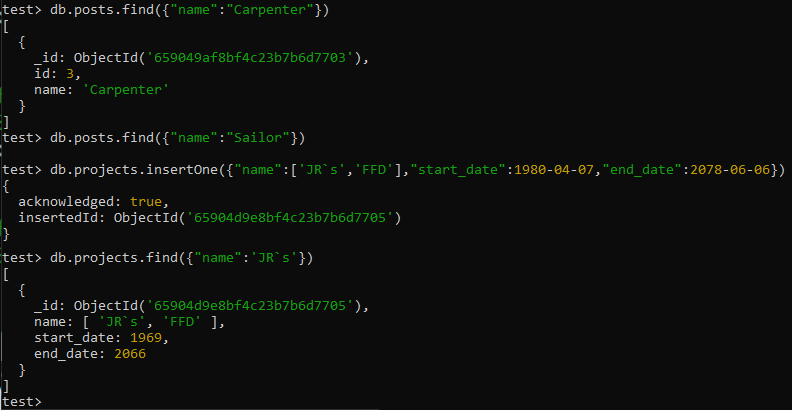 test> db.posts.find({"name":"Carpenter"})
[
  {
    _id: ObjectId('659049af8bf4c23b7b6d7703'),
    id: 3,
    name: 'Carpenter'
  }
]
test> db.posts.find({"name":"Sailor"})

test> db.projects.insertOne({"name":['JR`s','FFD'],"start_date":1980-04-07,"end_date":2078-06-06})
{
  acknowledged: true,
  insertedId: ObjectId('65904d9e8bf4c23b7b6d7705')
}
test> db.projects.find({"name":'JR`s'})
[
  {
    _id: ObjectId('65904d9e8bf4c23b7b6d7705'),
    name: [ 'JR`s', 'FFD' ],
    start_date: 1969,
    end_date: 2066
  }
]
test>